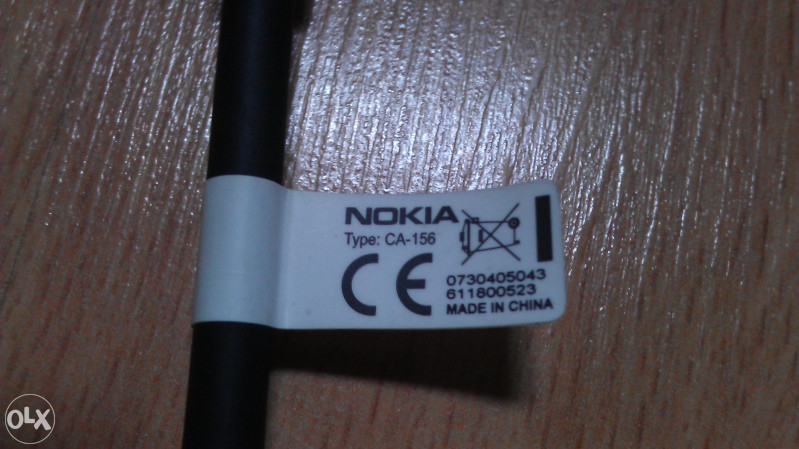 NOKIA
Type: CA-156
CE
0730405043
611800523
MADE IN CHINA
OLX